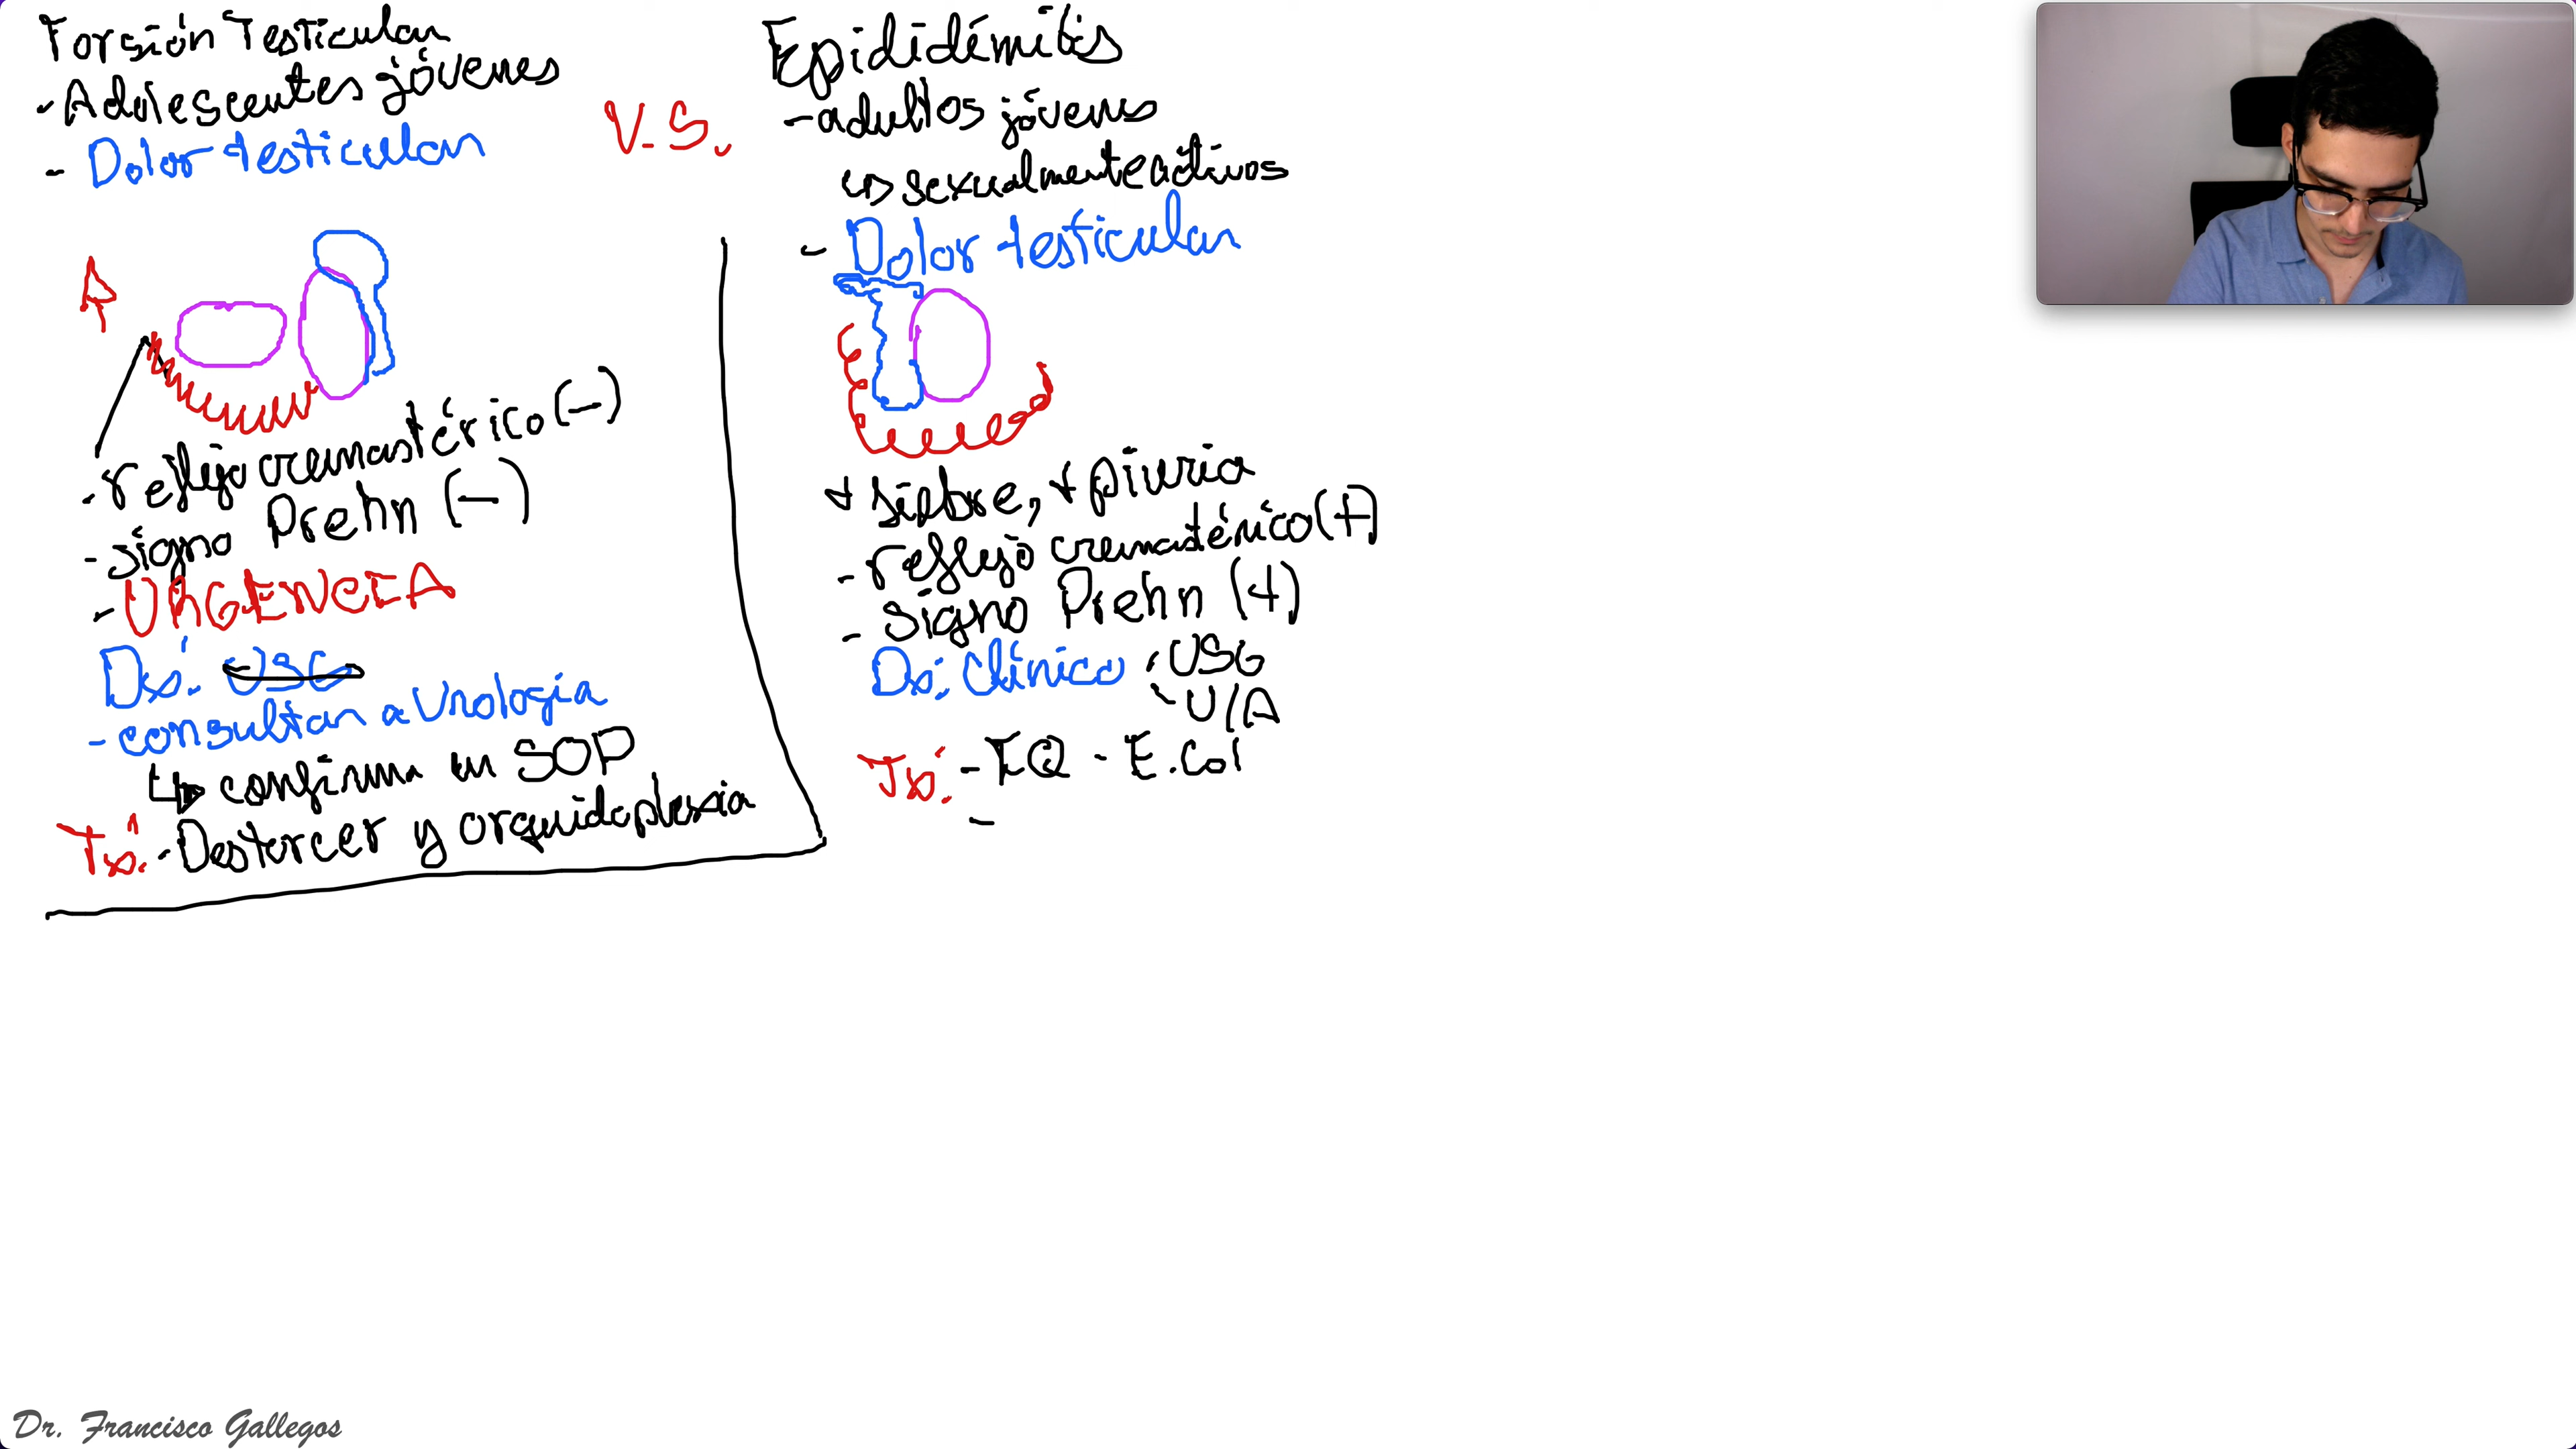 Torsión Testicular
- Adolescentes jóvenes
- Dolor testicular
- reflejo cremastérico (-)
- signo Prehn (-)
- URGENCIA
Dx: USG
- consultar a Urología
↳ confirma en SOP
Tx: - Destorcer y orquidoplexia
V.S.
Epididímitis
- adultos jóvenes
↳ sexualmente activos
- Dolor testicular
+ fiebre, + piuria
- reflejo cremastérico (+)
- signo Prehn (+)
Dx: Clínico - USG
- U/A
Tx: - FQ - E. Col
-
Dr. Francisco Gallegos